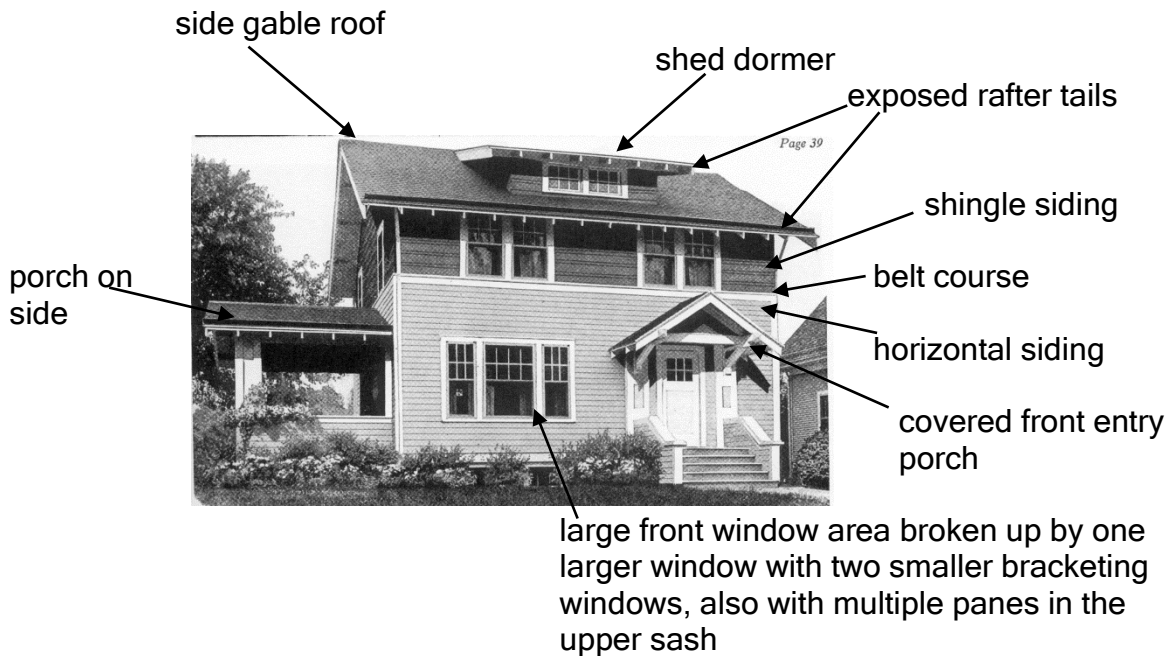 side gable roof
shed dormer
exposed rafter tails
Page 39
shingle siding
porch on
side
belt course
horizontal siding
covered front entry
porch
large front window area broken up by one
larger window with two smaller bracketing
windows, also with multiple panes in the
upper sash